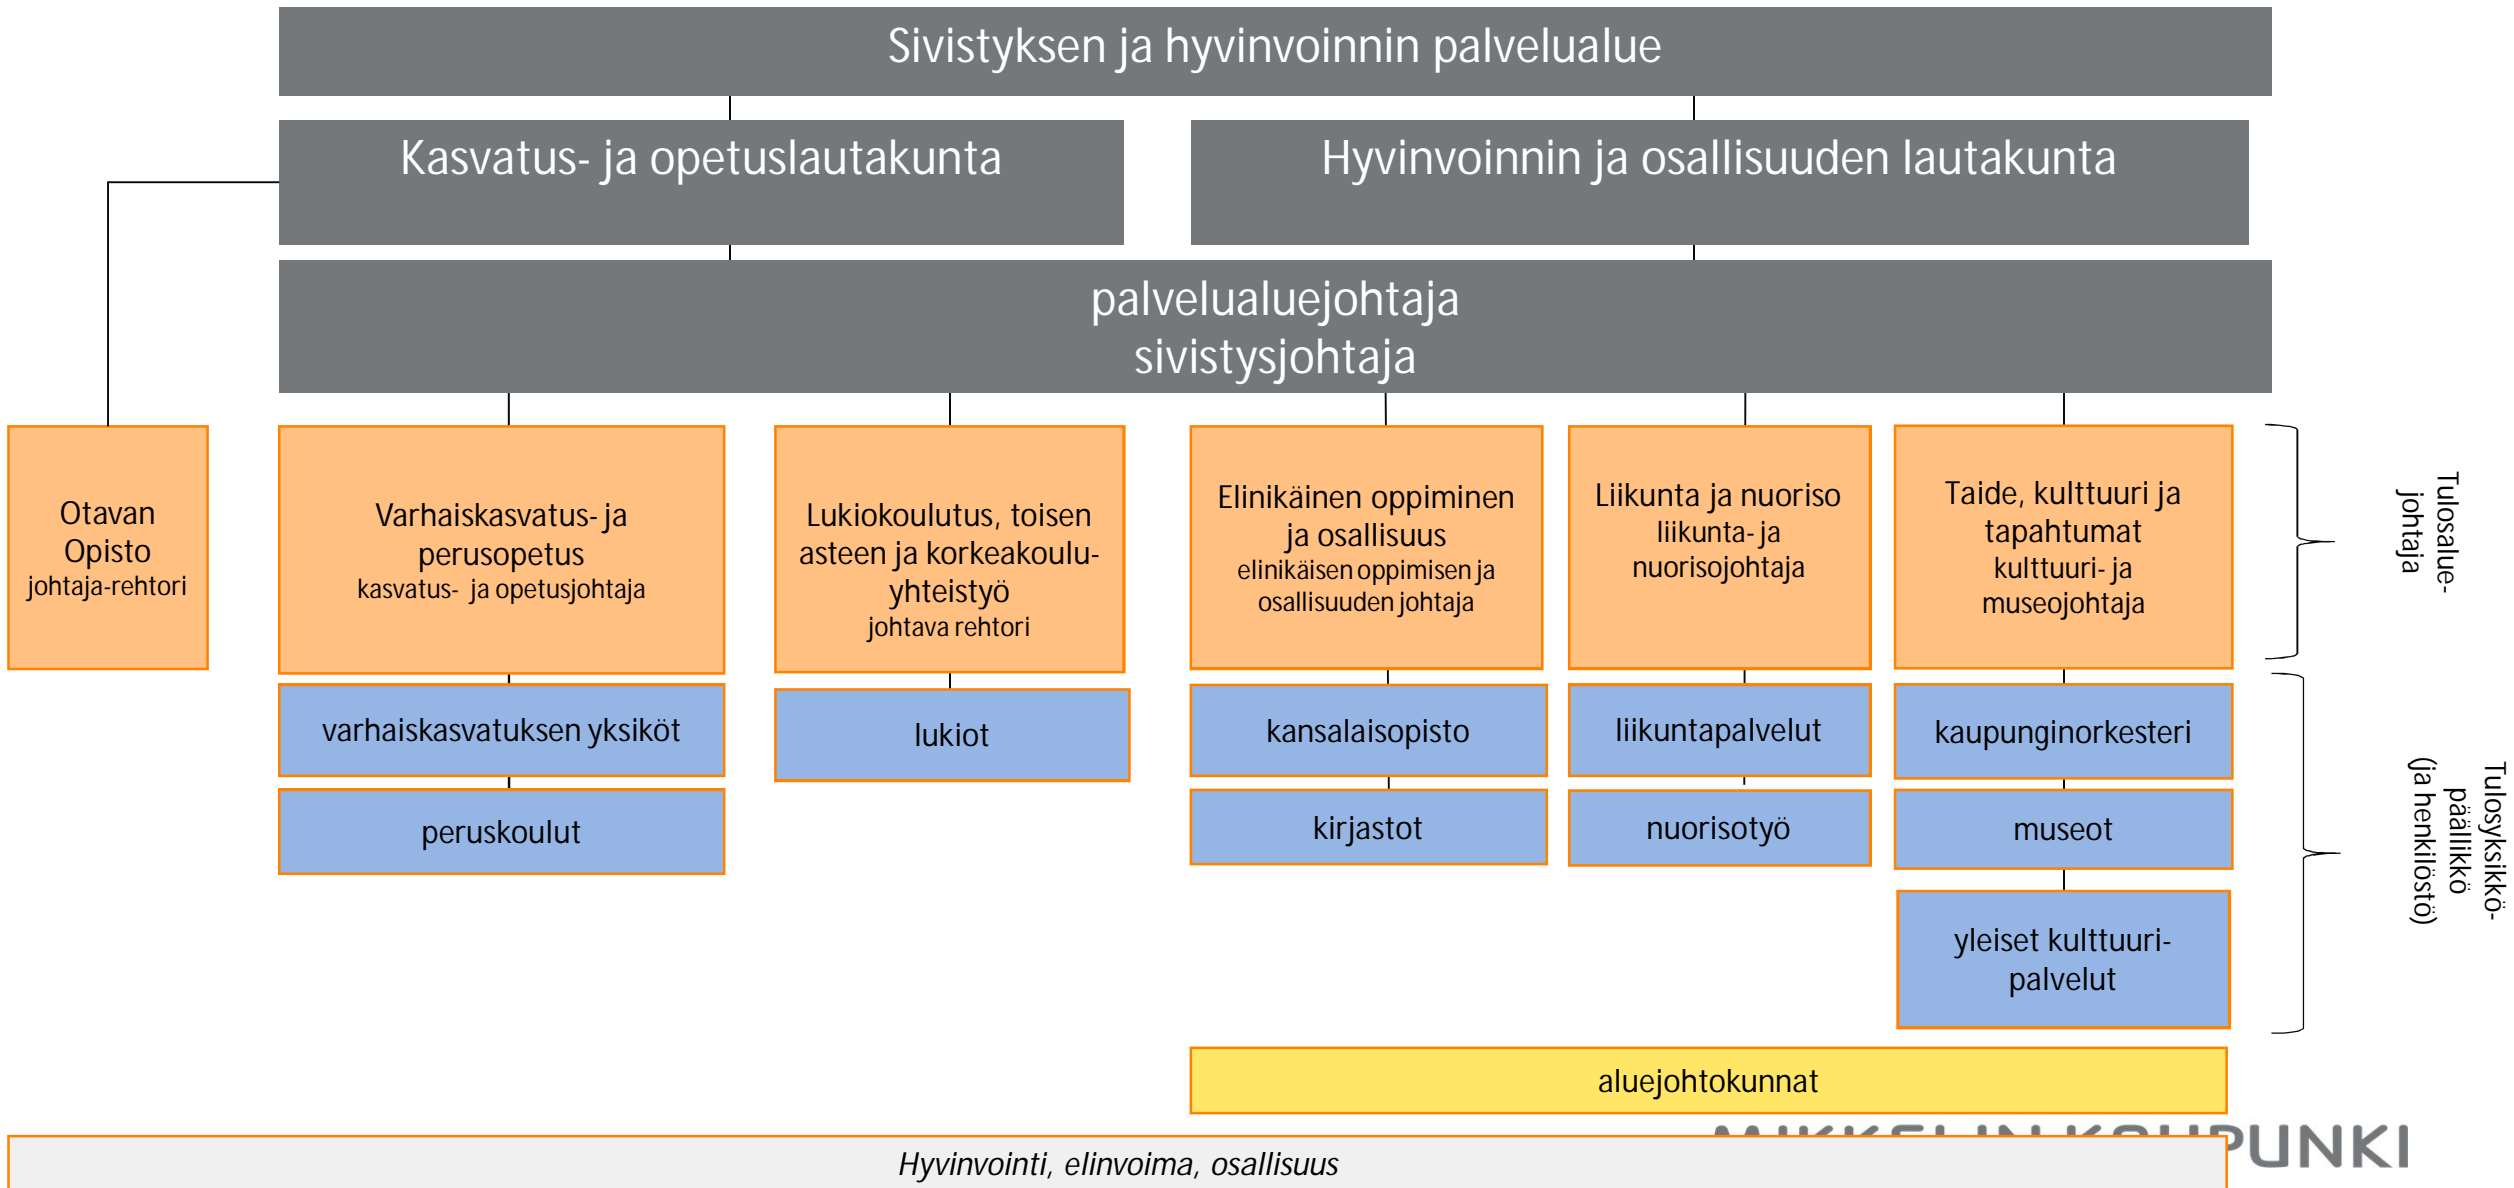 Sivistyksen ja hyvinvoinnin palvelualue
Kasvatus- ja opetuslautakunta
Hyvinvoinnin ja osallisuuden lautakunta
palvelualuejohtaja
sivistysjohtaja
Otavan
Opisto
johtaja-rehtori
Varhaiskasvatus- ja
perusopetus
kasvatus- ja opetusjohtaja
Lukiokoulutus, toisen
asteen ja korkeakoulu-
yhteistyö
johtava rehtori
Elinikäinen oppiminen
ja osallisuus
elinikäisen oppimisen ja
osallisuuden johtaja
Liikunta ja nuoriso
liikunta- ja
nuorisojohtaja
Taide, kulttuuri ja
tapahtumat
kulttuuri- ja
museojohtaja
Tulosalue-
johtaja
varhaiskasvatuksen yksiköt
peruskoulut
lukiot
kansalaisopisto
kirjastot
liikuntapalvelut
nuorisotyö
kaupunginorkesteri
museot
yleiset kulttuuri-
palvelut
Tulosyksikkö-
päällikkö
(ja henkilöstö)
aluejohtokunnat
MIKKELIN KAUPUNKI
Hyvinvointi, elinvoima, osallisuus